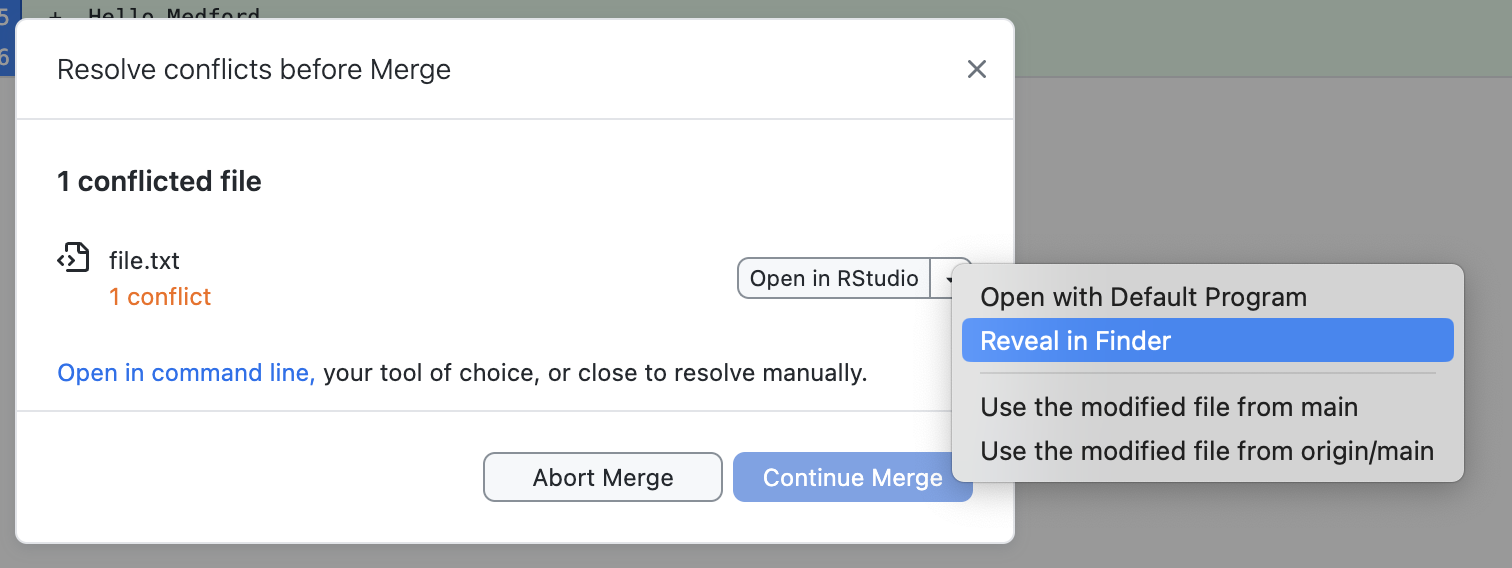 5 + Hello Medford
6
Resolve conflicts before Merge
1 conflicted file
file.txt
1 conflict
Open in RStudio
Open with Default Program
Reveal in Finder
Use the modified file from main
Use the modified file from origin/main
Open in command line, your tool of choice, or close to resolve manually.
Abort Merge
Continue Merge